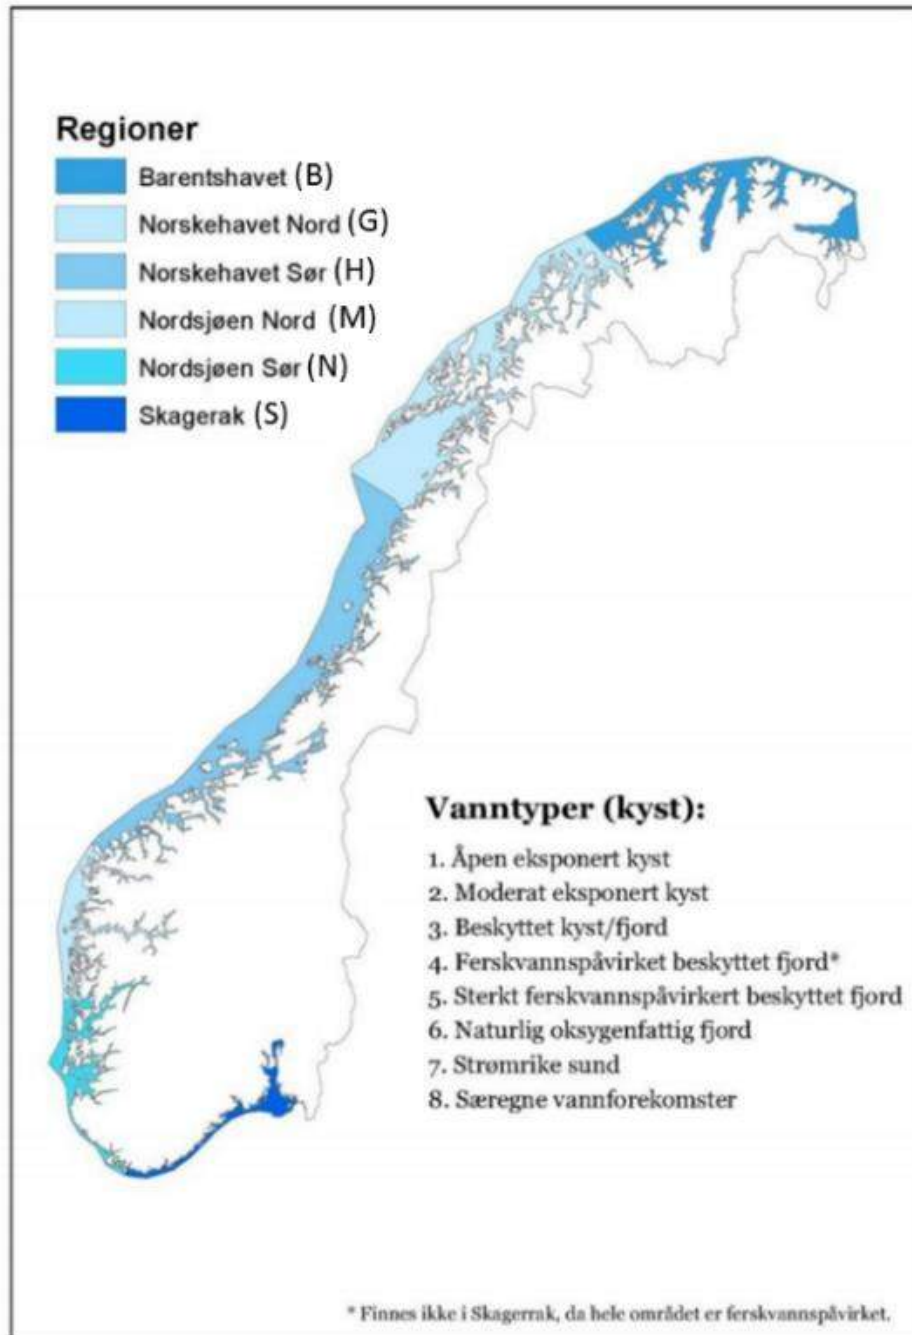 Regioner
Barentshavet (B)
Norskehavet Nord (G)
Norskehavet Sør (H)
Nordsjøen Nord (M)
Nordsjøen Sør (N)
Skagerak (S)
Vanntyper (kyst):
1. Åpen eksponert kyst
2. Moderat eksponert kyst
3. Beskyttet kyst/fjord
4. Ferskvannspåvirket beskyttet fjord*
5. Sterkt ferskvannspåvirkert beskyttet fjord
6. Naturlig oksygenfattig fjord
7. Strømrike sund
8. Særegne vannforekomster
* Finnes ikke i Skagerrak, da hele området er ferskvannspåvirket.